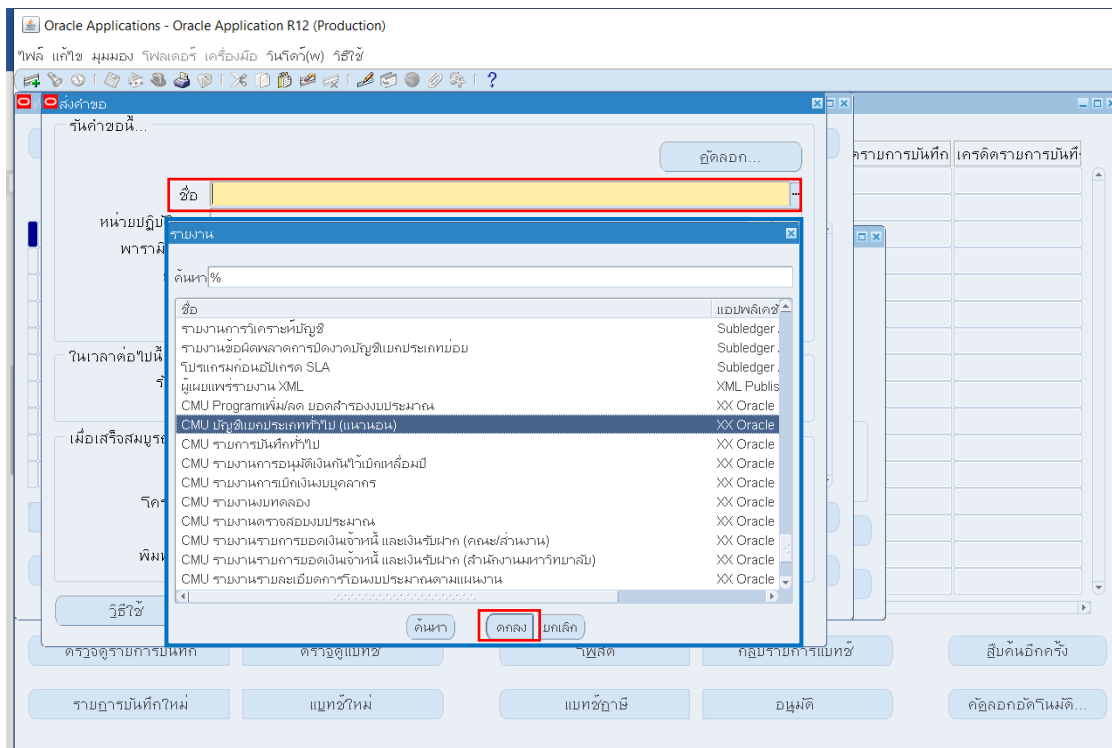 Oracle Applications - Oracle Application R12 (Production)
ไฟล์ แก้ไข มุมมอง โฟลเดอร์ เครื่องมือ วินโดว์(w) วิธีใช้
ส่งคำขอ
รันคำขอนี้...
คัดลอก...
รายการบันทึก เครดิตรายการบันทึ
ชื่อ
หน่วยปฏิบั
รายงาน
พารามิ
ค้นหา %
ชื่อ แอปพลิเคชั
รายงานการวิเคราะห์บัญชี Subledger
รายงานข้อผิดพลาดการปิดงวดบัญชีแยกประเภทย่อย Subledger
ในเวลาต่อไปนี้
โปรแกรมก่อนอัปเกรด SLA Subledger
ผู้เผยแพร่รายงาน XML XML Publis
CMU Programเพิ่ม/ลด ยอดสำรองงบประมาณ XX Oracle
CMU บัญชีแยกประเภททั่วไป (แนวนอน) XX Oracle
เมื่อเสร็จสมบูรณ
CMU รายการบันทึกทั่วไป XX Oracle
CMU รายงานการอนุมัติเงินกันไว้เบิกเหลื่อมปี XX Oracle
CMU รายงานการเบิกเงินงบบุคลากร XX Oracle
CMU รายงานงบทดลอง XX Oracle
CMU รายงานตรวจสอบงบประมาณ XX Oracle
CMU รายงานรายการยอดเงินเจ้าหนี้ และเงินรับฝาก (คณะ/ส่วนงาน) XX Oracle
พิมพ
CMU รายงานรายการยอดเงินเจ้าหนี้ และเงินรับฝาก (สำนักงานมหาวิทยาลัย) XX Oracle
CMU รายงานรายละเอียดการโอนงบประมาณตามแผนงาน XX Oracle
วิธีใช้
ค้นหา ตกลง ยกเลิก
ตรวจดูรายการบันทึก ตรวจดูแบทช์ โพสต์ กลับรายการแบทช์ สืบค้นอีกครั้ง
รายการบันทึกใหม่ แบทช์ใหม่ แบทช์ภาษี อนุมัติ คัดลอกอัตโนมัติ...